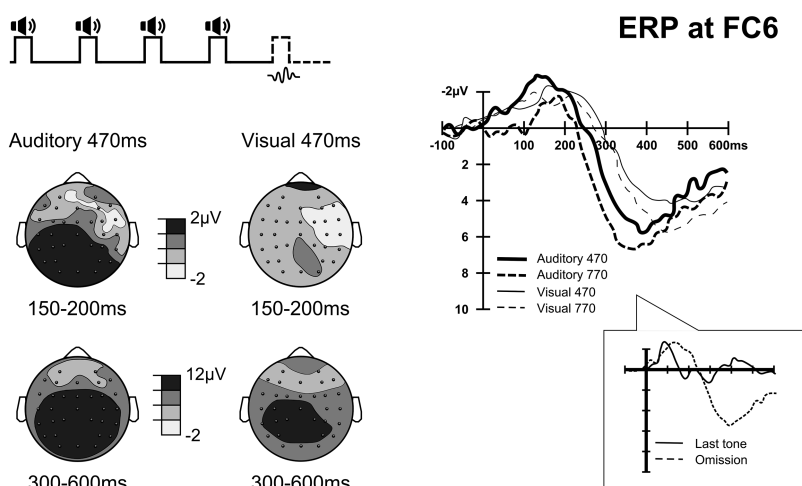 ERP at FC6
Auditory 470ms
Visual 470ms
2μV
-2
150-200ms
150-200ms
12μV
-2
300-600ms
300-600ms
-2μV
-100
100
200
300
400
500
600ms
2
4
6
8
10
Auditory 470
Auditory 770
Visual 470
Visual 770
Last tone
Omission